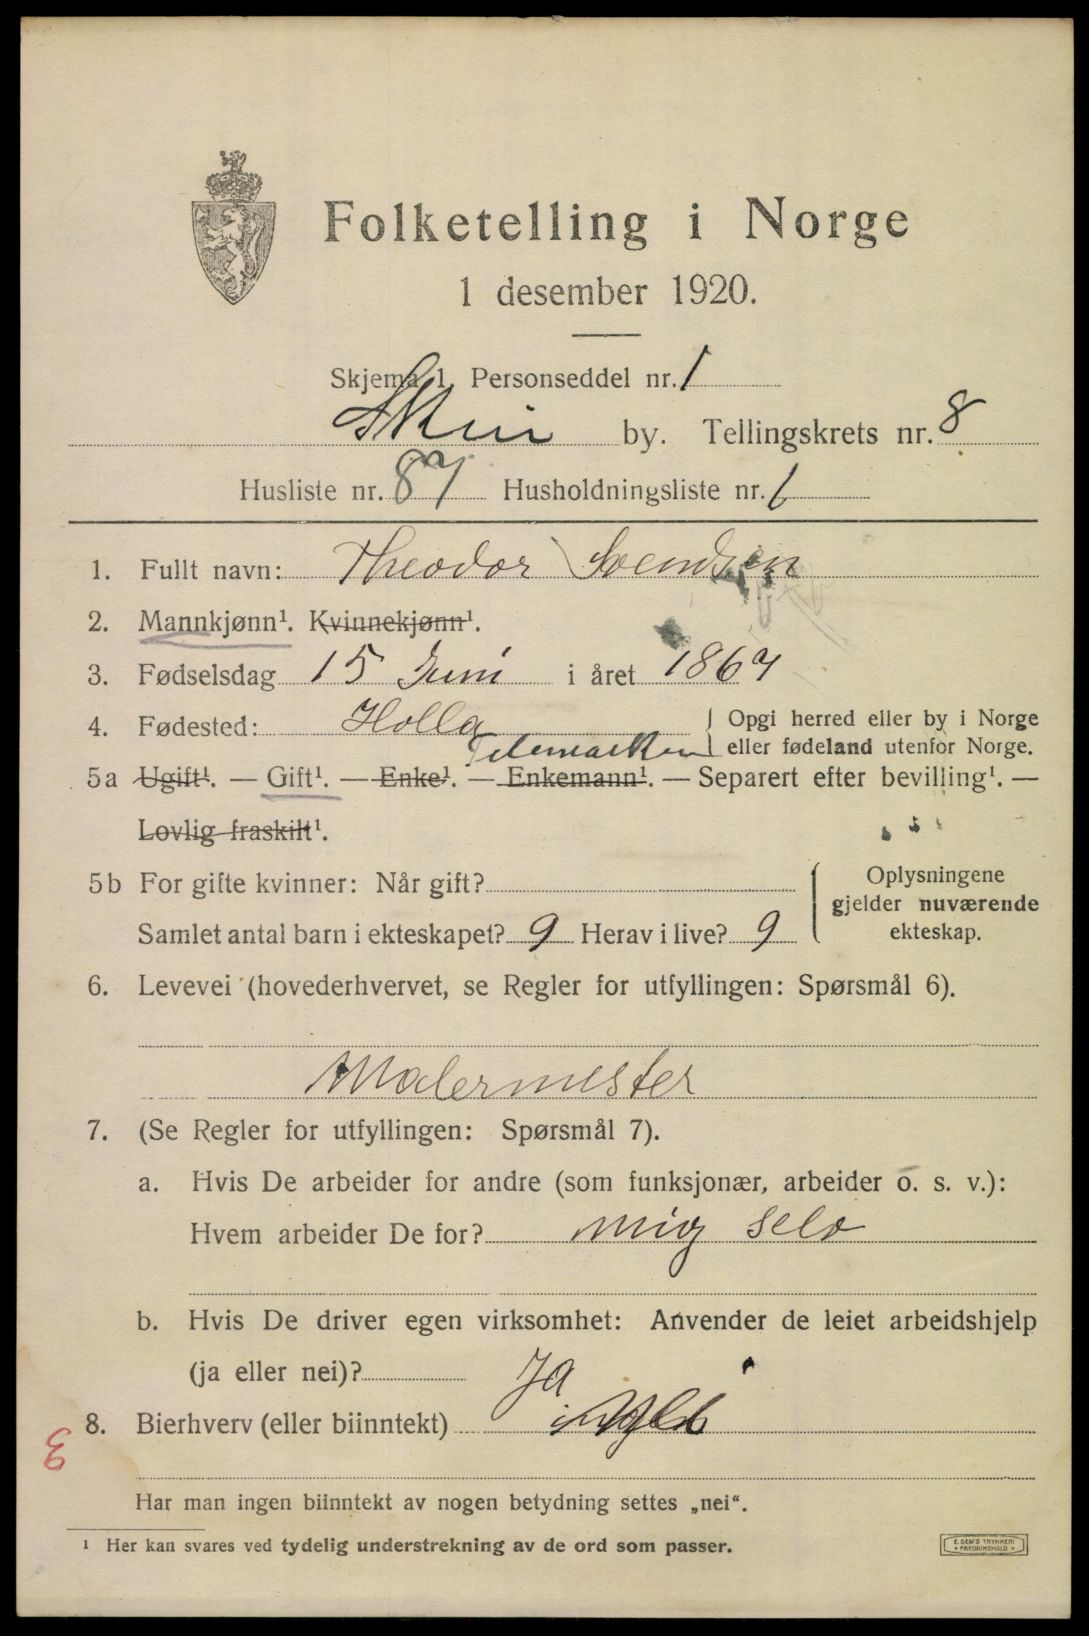 Folketelling i Norge
1 desember 1920.
Skjema 1. Personseddel nr. 1
Skien by. Tellingskrets nr. 8
Husliste nr. 87 Husholdningsliste nr. 1
1. Fullt navn: Theodor Svendsen
2. Mannkjønn¹. Kvinnekjønn¹.
3. Fødselsdag 15 Juni i året 1867
4. Fødested: Holla Telemarken
Opgi herred eller by i Norge
eller fødeland utenfor Norge.
5a Ugift¹. — Gift¹. — Enke¹. — Enkemann¹. — Separert efter bevilling¹. —
Lovlig fraskilt¹.
5b For gifte kvinner: Når gift?
Samlet antal barn i ekteskapet? 9 Herav i live? 9
Oplysningene
gjelder nuværende
ekteskap.
6. Levevei (hovederhvervet, se Regler for utfyllingen: Spørsmål 6).
Malermester
7. (Se Regler for utfyllingen: Spørsmål 7).
a. Hvis De arbeider for andre (som funksjonær, arbeider o. s. v.):
Hvem arbeider De for? mig selv
b. Hvis De driver egen virksomhet: Anvender de leiet arbeidshjelp
(ja eller nei)? Ja
8. Bierhverv (eller biinntekt)
Har man ingen biinntekt av nogen betydning settes „nei“.
¹ Her kan svares ved tydelig understrekning av de ord som passer.
E. SEM'S TRYKKERI
FREDRIKSHALD